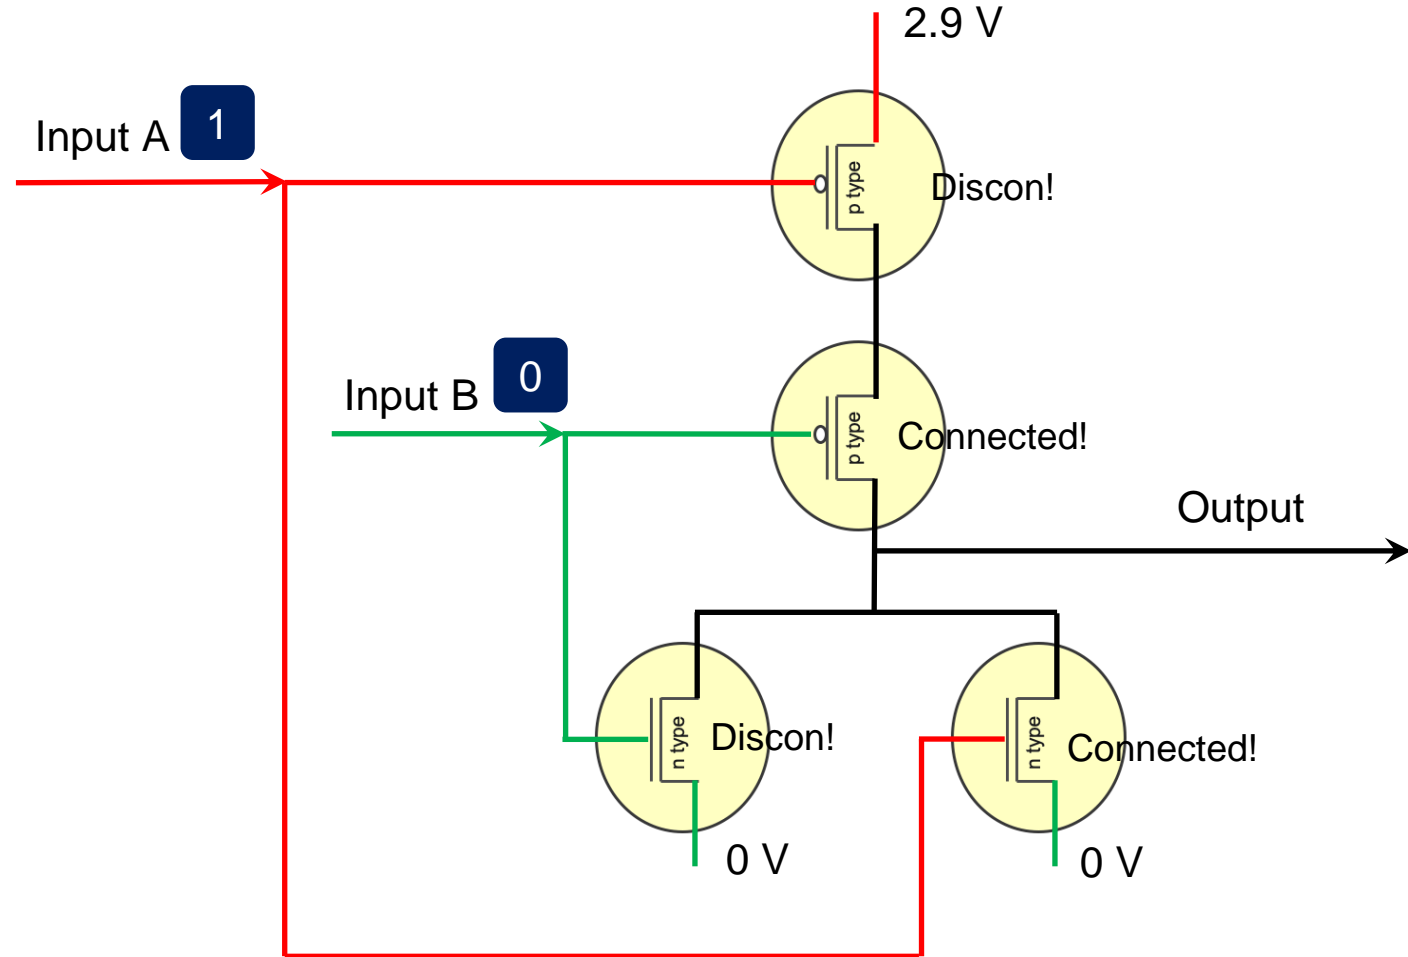 2.9 V
Input A
1
p type
Discon!
Input B
0
p type
Connected!
Output
n type
Discon!
n type
Connected!
0 V
0 V